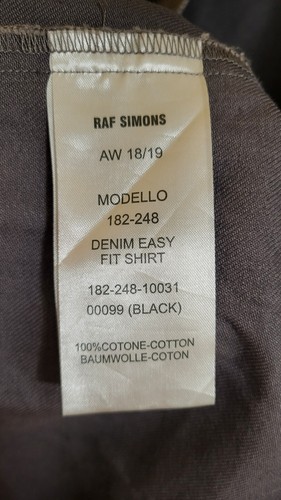 RAF SIMONS
AW 18/19
MODELLO
182-248
DENIM EASY
FIT SHIRT
182-248-10031
00099 (BLACK)
100%COTONE-COTTON
BAUMWOLLE-COTON